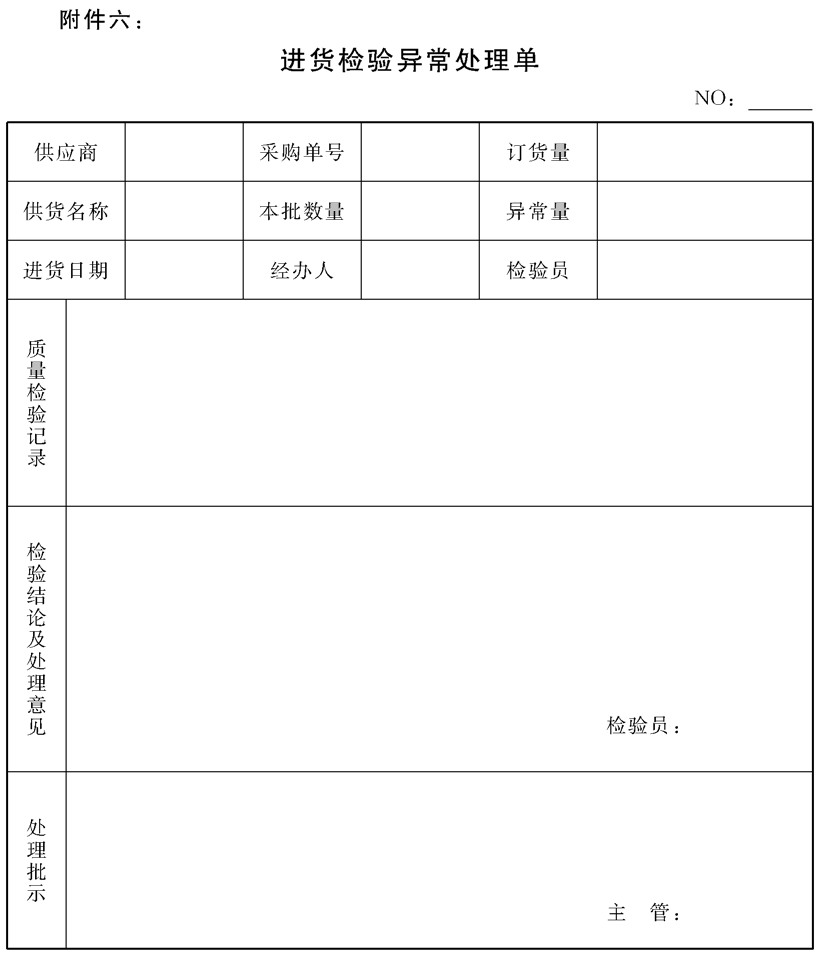 附件六：
进货检验异常处理单
NO：______
供应商 采购单号 订货量
供货名称 本批数量 异常量
进货日期 经办人 检验员
质量检验记录
检验结论及处理意见
检验员：
处理批示
主 管：